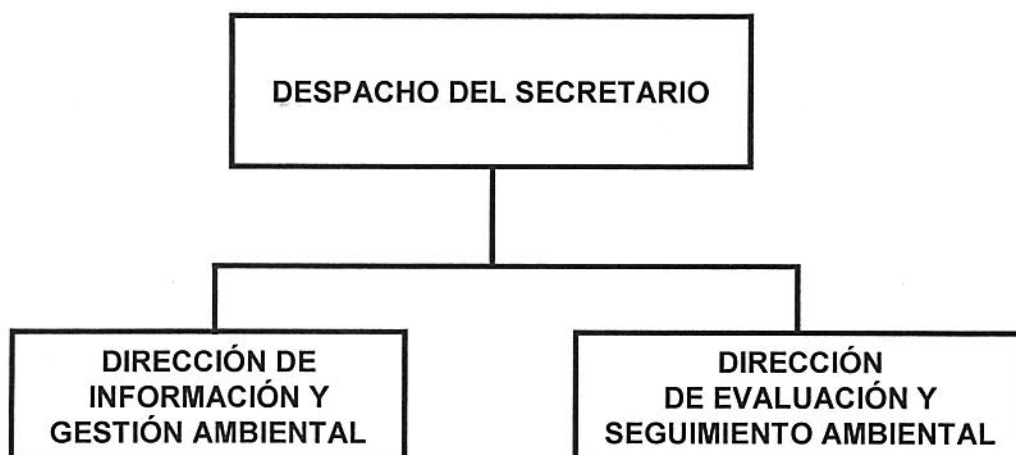 DESPACHO DEL SECRETARIO
DIRECCIÓN DE
INFORMACIÓN Y
GESTIÓN AMBIENTAL
DIRECCIÓN
DE EVALUACIÓN Y
SEGUIMIENTO AMBIENTAL